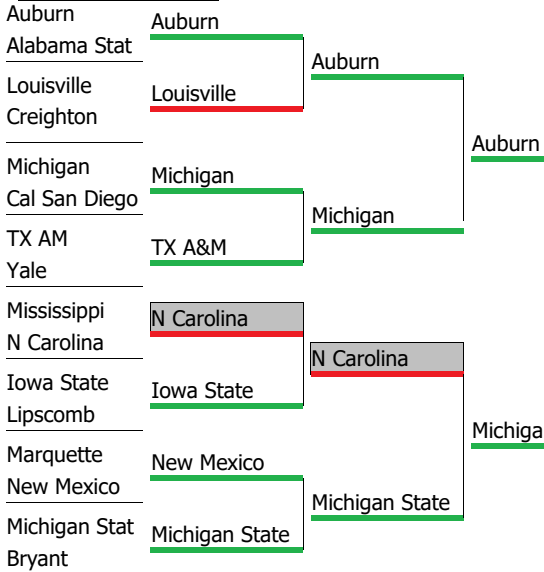 Auburn
Alabama Stat
Louisville
Creighton
Michigan
Cal San Diego
TX AM
Yale
Mississippi
N Carolina
Iowa State
Lipscomb
Marquette
New Mexico
Michigan Stat
Bryant
Auburn
Louisville
Michigan
TX A&M
N Carolina
Iowa State
New Mexico
Michigan State
Auburn
Michigan
N Carolina
Michigan State
Auburn
Michiga